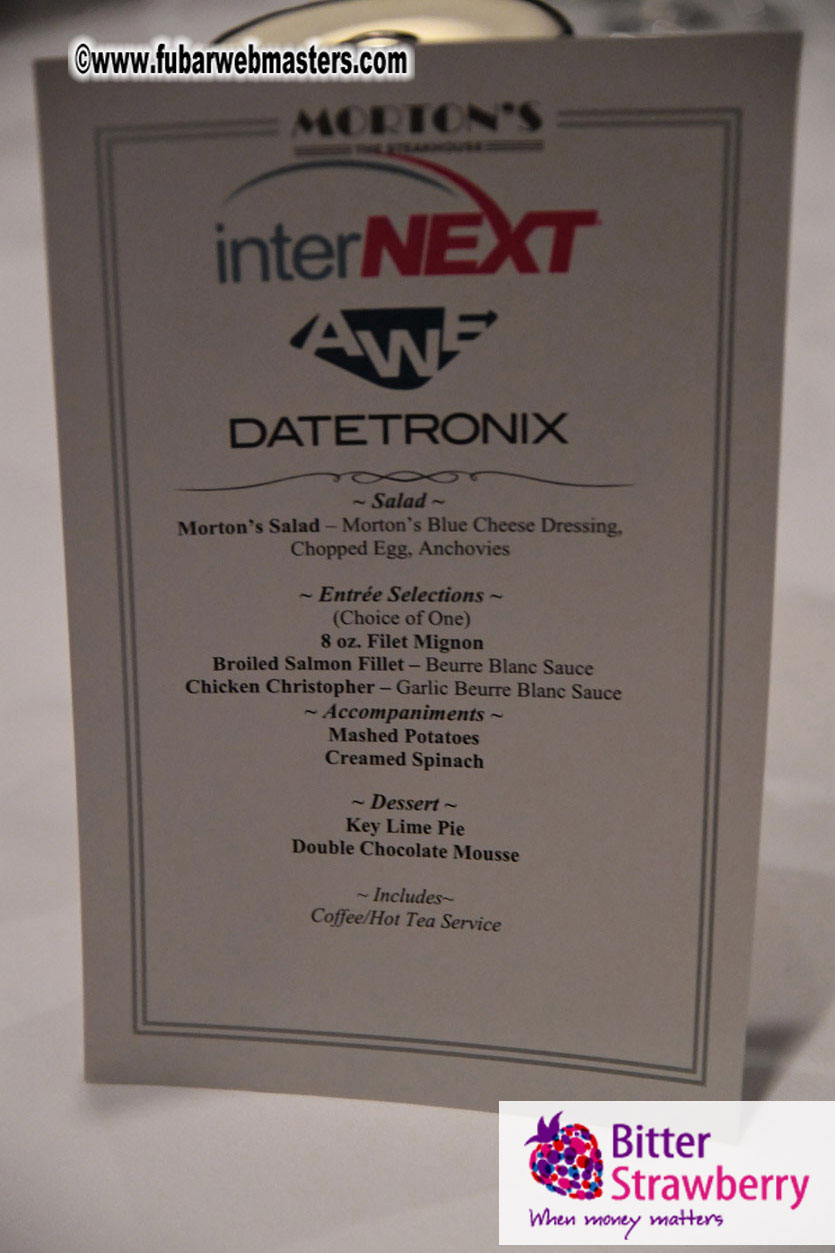 ©www.fubarwebmasters.com
MORTON'S
THE STEAKHOUSE
interNEXT
AWE
DATETRONIX
~ Salad ~
Morton's Salad – Morton's Blue Cheese Dressing,
Chopped Egg, Anchovies
~ Entrée Selections ~
(Choice of One)
8 oz. Filet Mignon
Broiled Salmon Fillet – Beurre Blanc Sauce
Chicken Christopher – Garlic Beurre Blanc Sauce
~ Accompaniments ~
Mashed Potatoes
Creamed Spinach
~ Dessert ~
Key Lime Pie
Double Chocolate Mousse
~ Includes~
Coffee/Hot Tea Service
Bitter
Strawberry
When money matters